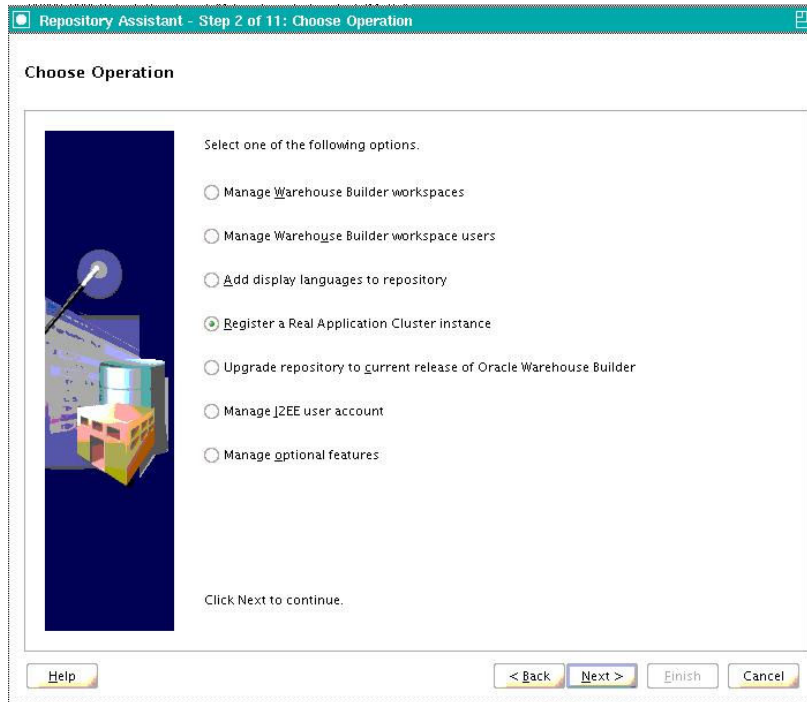 Repository Assistant - Step 2 of 11: Choose Operation
Choose Operation
Select one of the following options.
Manage Warehouse Builder workspaces
Manage Warehouse Builder workspace users
Add display languages to repository
Register a Real Application Cluster instance
Upgrade repository to current release of Oracle Warehouse Builder
Manage J2EE user account
Manage optional features
Click Next to continue.
Help
< Back
Next >
Finish
Cancel